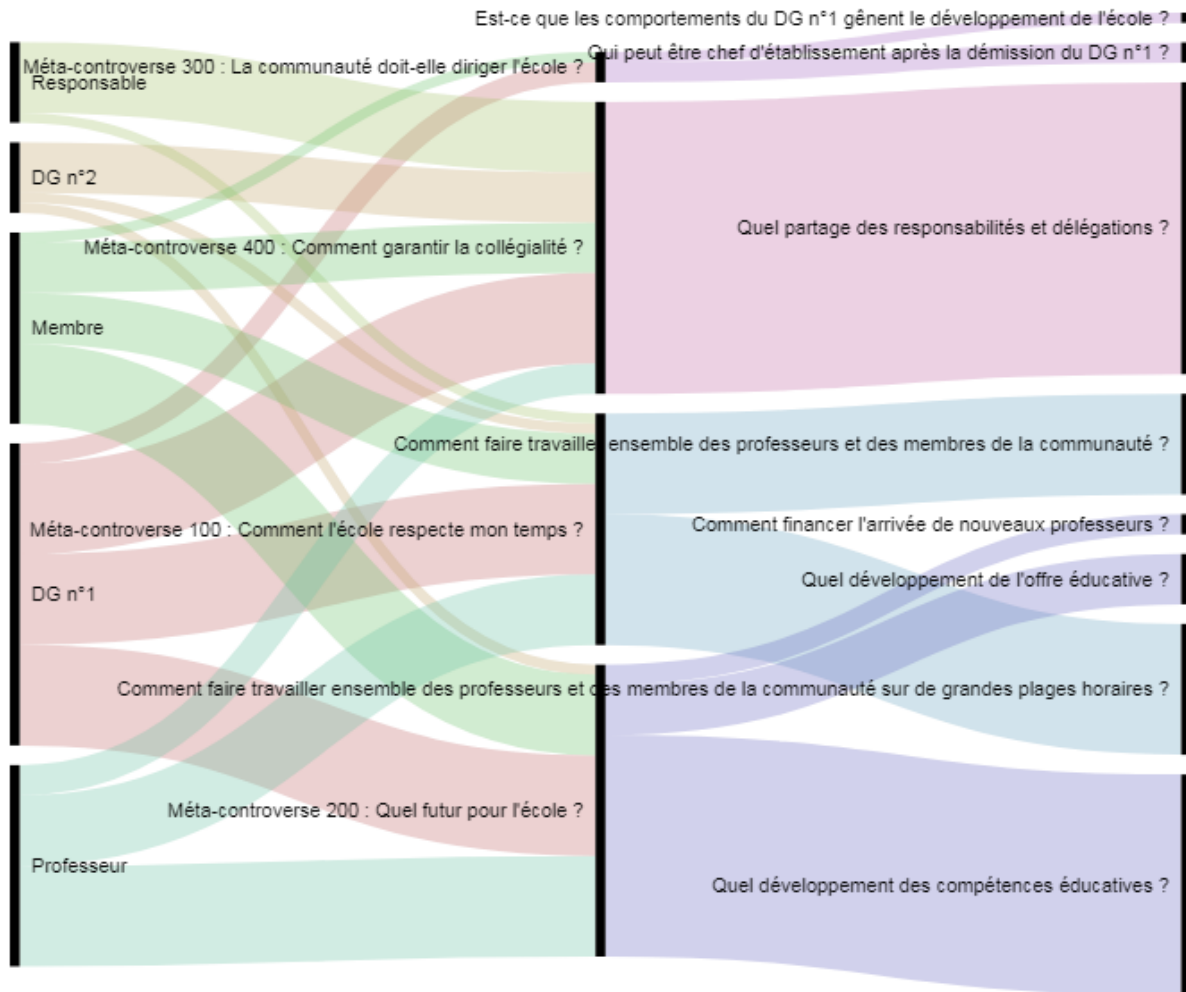 Est-ce que les comportements du DG n°1 gênent le développement de l'école ?
Qui peut être chef d'établissement après la démission du DG n°1 ?
Méta-controverse 300 : La communauté doit-elle diriger l'école ?
Responsable
DG n°2
Quel partage des responsabilités et délégations ?
Méta-controverse 400 : Comment garantir la collégialité ?
Membre
Comment faire travailler ensemble des professeurs et des membres de la communauté ?
Comment financer l'arrivée de nouveaux professeurs ?
Méta-controverse 100 : Comment l'école respecte mon temps ?
Quel développement de l'offre éducative ?
DG n°1
Comment faire travailler ensemble des professeurs et des membres de la communauté sur de grandes plages horaires ?
Méta-controverse 200 : Quel futur pour l'école ?
Professeur
Quel développement des compétences éducatives ?